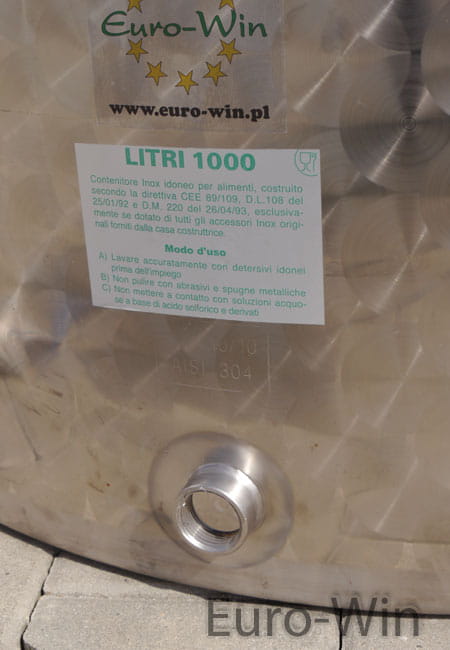 Euro-Win
www.euro-win.pl
LITRI 1000
Contenitore Inox idoneo per alimenti, costruito
secondo la direttiva CEE 89/109, D.L.108 del
25/01/92 e D.M. 220 del 26/04/93, esclusiva-
mente se dotato di tutti gli accessori Inox origi-
nali forniti dalla casa costruttrice.
Modo d'uso
A) Lavare accuratamente con detersivi idonei
prima dell'impiego
B) Non pulire con abrasivi e spugne metalliche
C) Non mettere a contatto con soluzioni acquo-
se a base di acido solforico e derivati
/10
AISI 304
Euro-Win